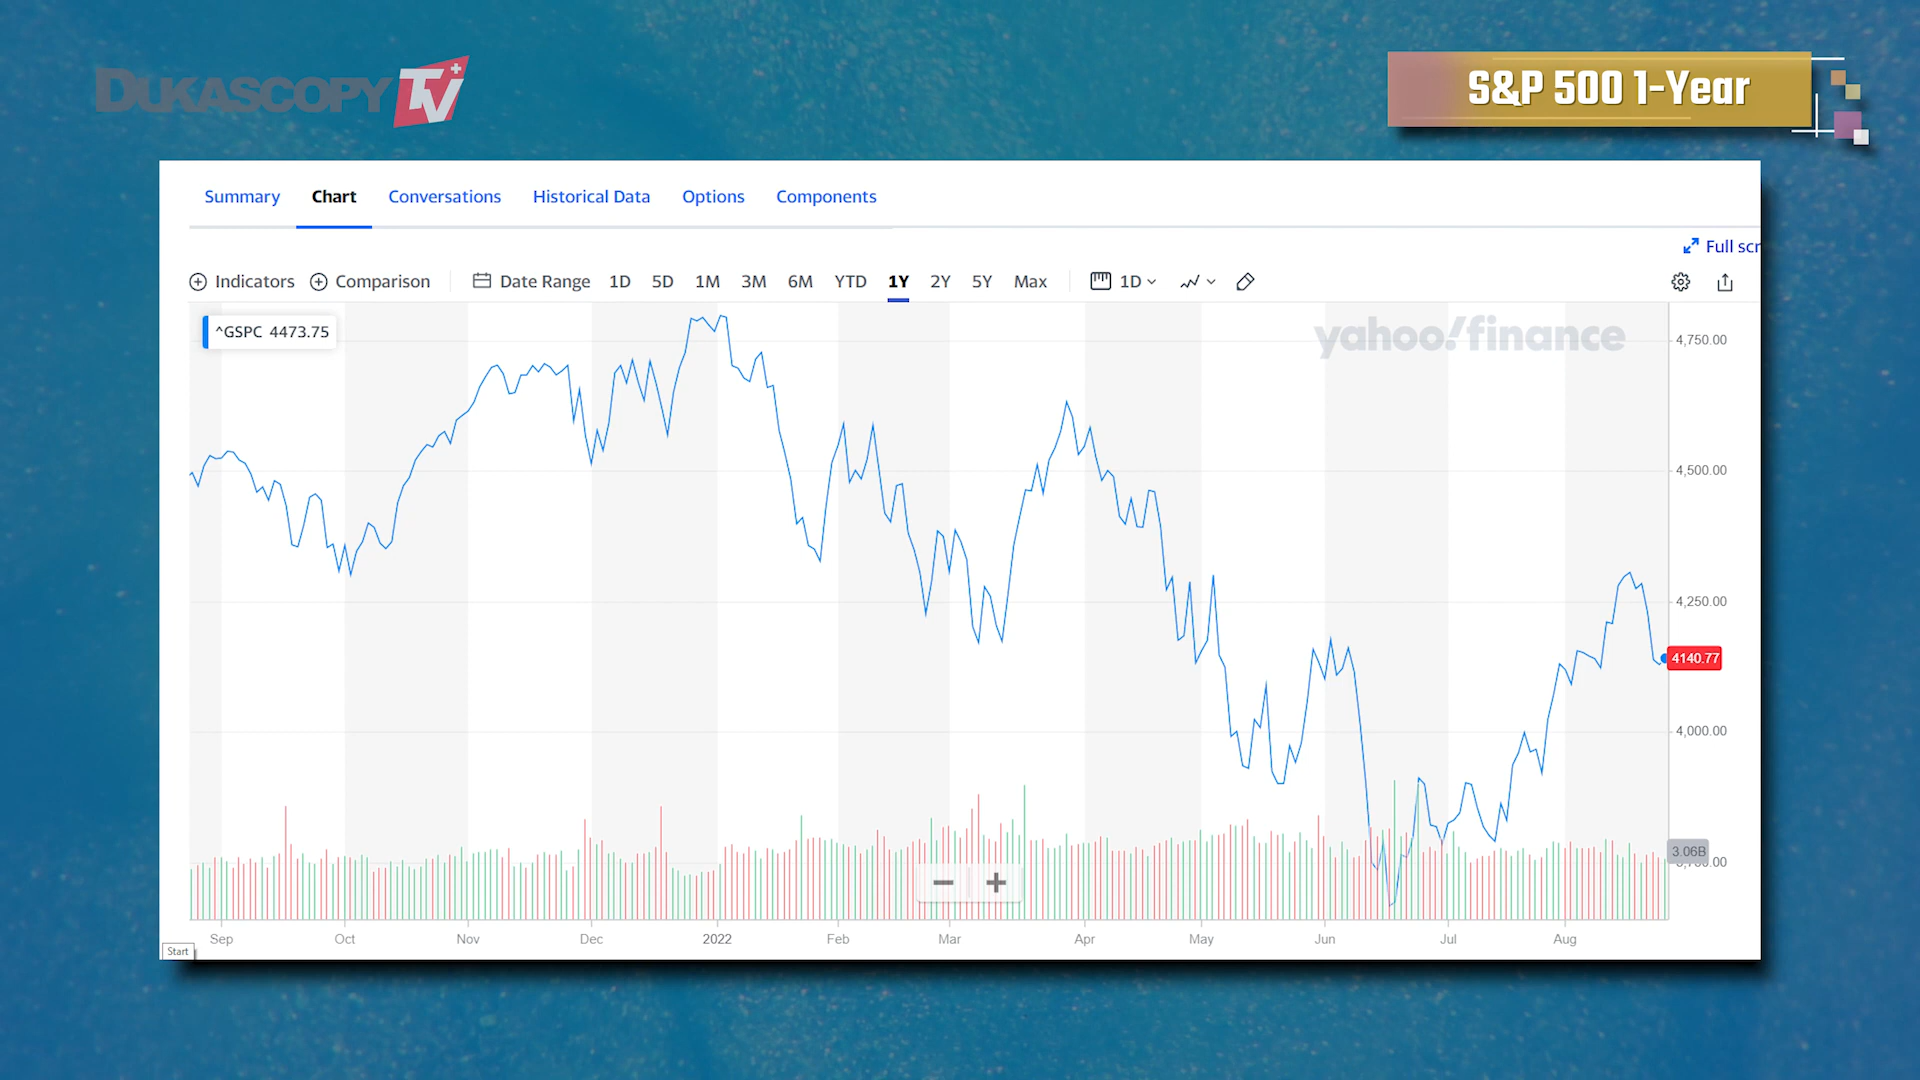 DUKASCOPY TV
S&P 500 1-Year
Summary Chart Conversations Historical Data Options Components
Full scr
Indicators Comparison Date Range 1D 5D 1M 3M 6M YTD 1Y 2Y 5Y Max 1D
^GSPC 4473.75
yahoo!finance
4,750.00
4,500.00
4,250.00
4140.77
4,000.00
3.06B
Sep Oct Nov Dec 2022 Feb Mar Apr May Jun Jul Aug
Start